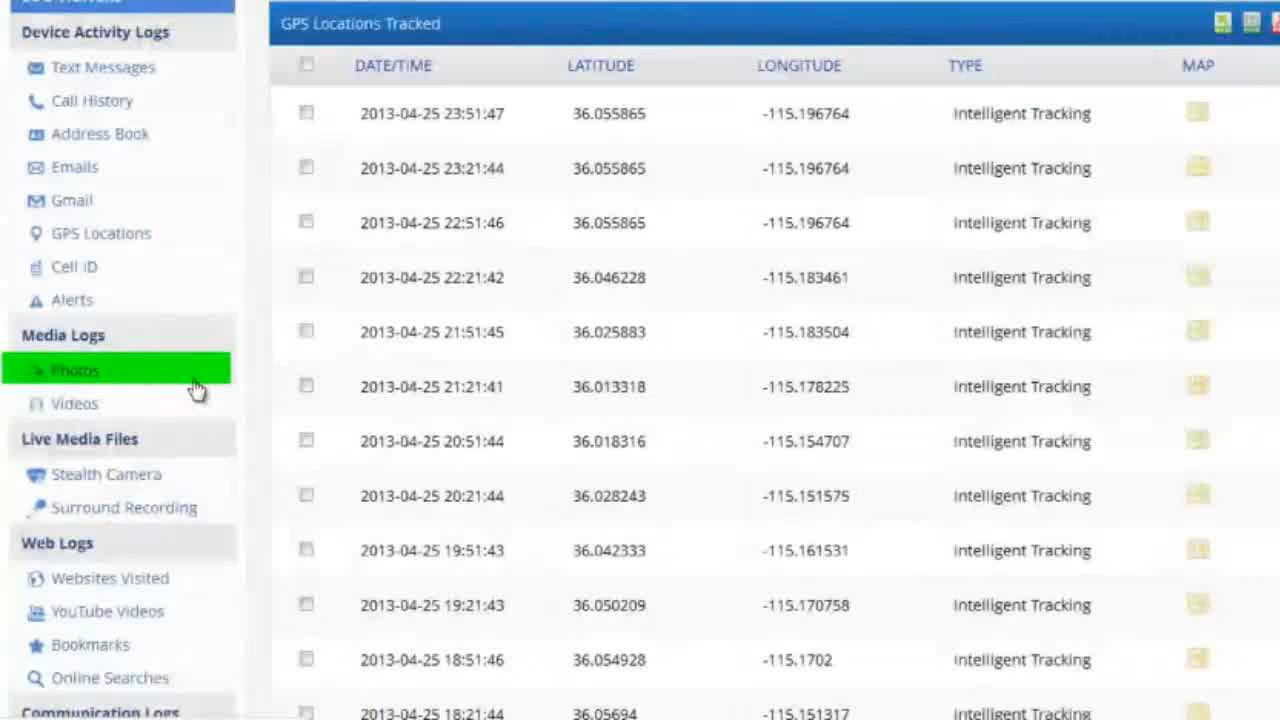 Device Activity Logs
Text Messages
Call History
Address Book
Emails
Gmail
GPS Locations
Cell ID
Alerts
Media Logs
Photos
Videos
Live Media Files
Stealth Camera
Surround Recording
Web Logs
Websites Visited
YouTube Videos
Bookmarks
Online Searches
Communication Logs
GPS Locations Tracked
DATE/TIME LATITUDE LONGITUDE TYPE MAP
2013-04-25 23:51:47 36.055865 -115.196764 Intelligent Tracking
2013-04-25 23:21:44 36.055865 -115.196764 Intelligent Tracking
2013-04-25 22:51:46 36.055865 -115.196764 Intelligent Tracking
2013-04-25 22:21:42 36.046228 -115.183461 Intelligent Tracking
2013-04-25 21:51:45 36.025883 -115.183504 Intelligent Tracking
2013-04-25 21:21:41 36.013318 -115.178225 Intelligent Tracking
2013-04-25 20:51:44 36.018316 -115.154707 Intelligent Tracking
2013-04-25 20:21:44 36.028243 -115.151575 Intelligent Tracking
2013-04-25 19:51:43 36.042333 -115.161531 Intelligent Tracking
2013-04-25 19:21:43 36.050209 -115.170758 Intelligent Tracking
2013-04-25 18:51:46 36.054928 -115.1702 Intelligent Tracking
2013-04-25 18:21:44 36.05694 -115.151317 Intelligent Tracking